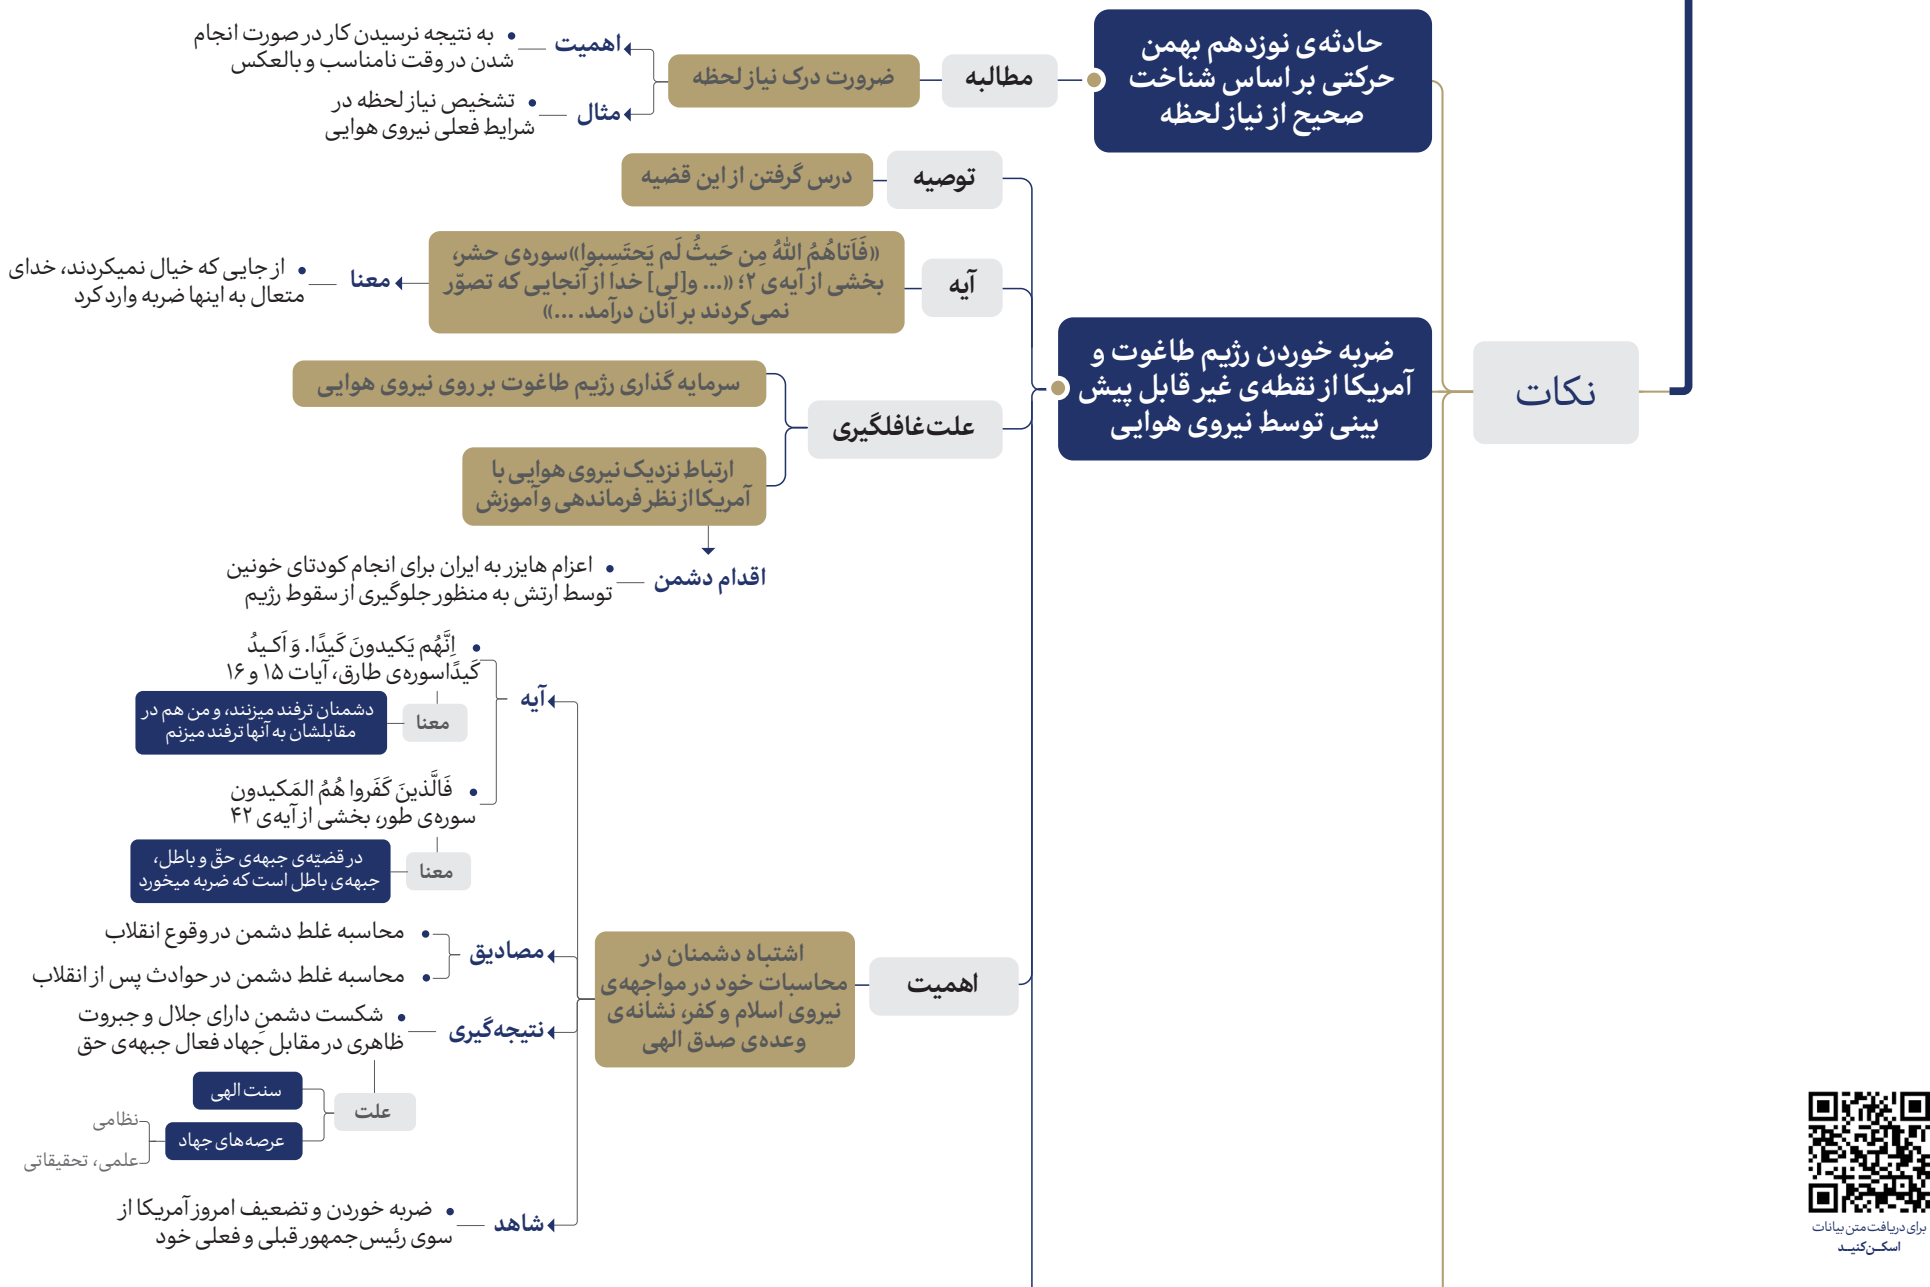 نکات
حادثه‌ی نوزدهم بهمن
حرکتی بر اساس شناخت
صحیح از نیاز لحظه
مطالبه
ضرورت درک نیاز لحظه
اهمیت
• به نتیجه نرسیدن کار در صورت انجام
شدن در وقت نامناسب و بالعکس
مثال
• تشخیص نیاز لحظه در
شرایط فعلی نیروی هوایی
ضربه خوردن رژیم طاغوت و
آمریکا از نقطه‌ی غیر قابل پیش
بینی توسط نیروی هوایی
توصیه
درس گرفتن از این قضیه
آیه
«فَاَتاهُمُ اللهُ مِن حَیثُ لَم یَحتَسِبوا»سوره‌ی حشر،
بخشی از آیه‌ی ۲؛ «... و[لی] خدا از آنجایی که تصوّر
نمی‌کردند بر آنان درآمد. ...»
معنا
• از جایی که خیال نمیکردند، خدای
متعال به اینها ضربه وارد کرد
علت غافلگیری
سرمایه گذاری رژیم طاغوت بر روی نیروی هوایی
ارتباط نزدیک نیروی هوایی با
آمریکا از نظر فرماندهی و آموزش
اقدام دشمن
• اعزام هایزر به ایران برای انجام کودتای خونین
توسط ارتش به منظور جلوگیری از سقوط رژیم
اهمیت
اشتباه دشمنان در
محاسبات خود در مواجهه‌ی
نیروی اسلام و کفر، نشانه‌ی
وعده‌ی صدق الهی
آیه
• اِنَّهُم یَکیدونَ کَیدًا. وَ اَکـیدُ
کَیدًاسوره‌ی طارق، آیات ۱۵ و ۱۶
معنا
دشمنان ترفند میزنند، و من هم در
مقابلشان به آنها ترفند میزنم
• فَالَّذینَ کَفَروا هُمُ المَکیدون
سوره‌ی طور، بخشی از آیه‌ی ۴۲
معنا
در قضیّه‌ی جبهه‌ی حقّ و باطل،
جبهه‌ی باطل است که ضربه میخورد
مصادیق
• محاسبه غلط دشمن در وقوع انقلاب
• محاسبه غلط دشمن در حوادث پس از انقلاب
نتیجه‌گیری
• شکست دشمنِ دارای جلال و جبروت
ظاهری در مقابل جهاد فعال جبهه‌ی حق
علت
سنت الهی
عرصه‌های جهاد
نظامی
علمی، تحقیقاتی
شاهد
• ضربه خوردن و تضعیف امروز آمریکا از
سوی رئیس‌جمهور قبلی و فعلی خود
برای دریافت متن بیانات
اسکـن کنیـد